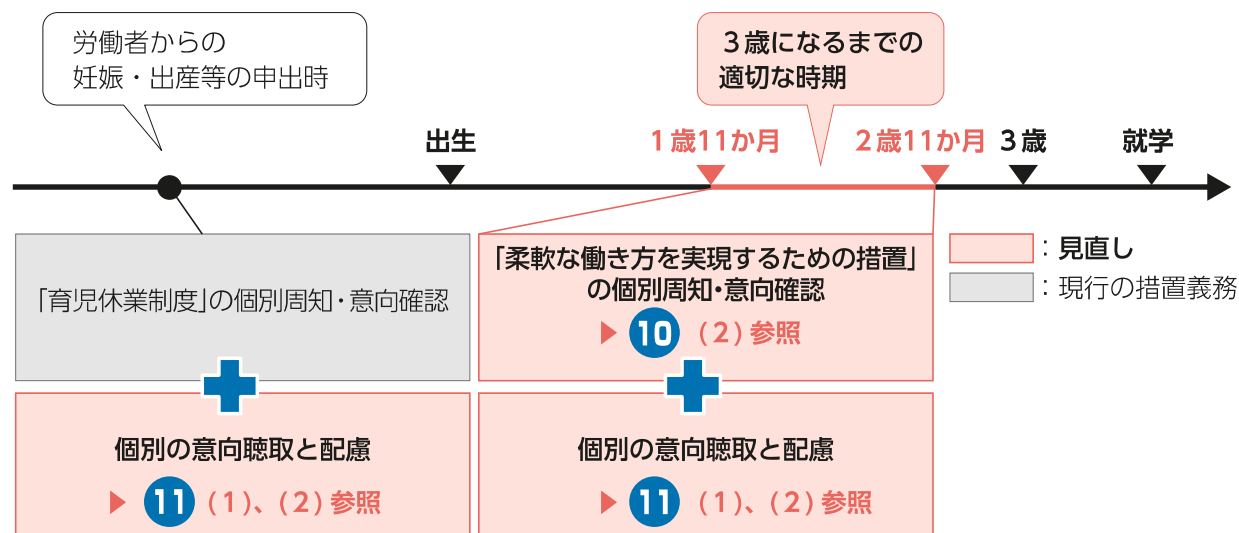 労働者からの
妊娠・出産等の申出時
3歳になるまでの
適切な時期
出生
1歳11か月
2歳11か月
3歳
就学
「育児休業制度」の個別周知・意向確認
「柔軟な働き方を実現するための措置」
の個別周知・意向確認
▶ 10 (2)参照
：見直し
：現行の措置義務
個別の意向聴取と配慮
▶ 11 (1)、(2)参照
個別の意向聴取と配慮
▶ 11 (1)、(2)参照